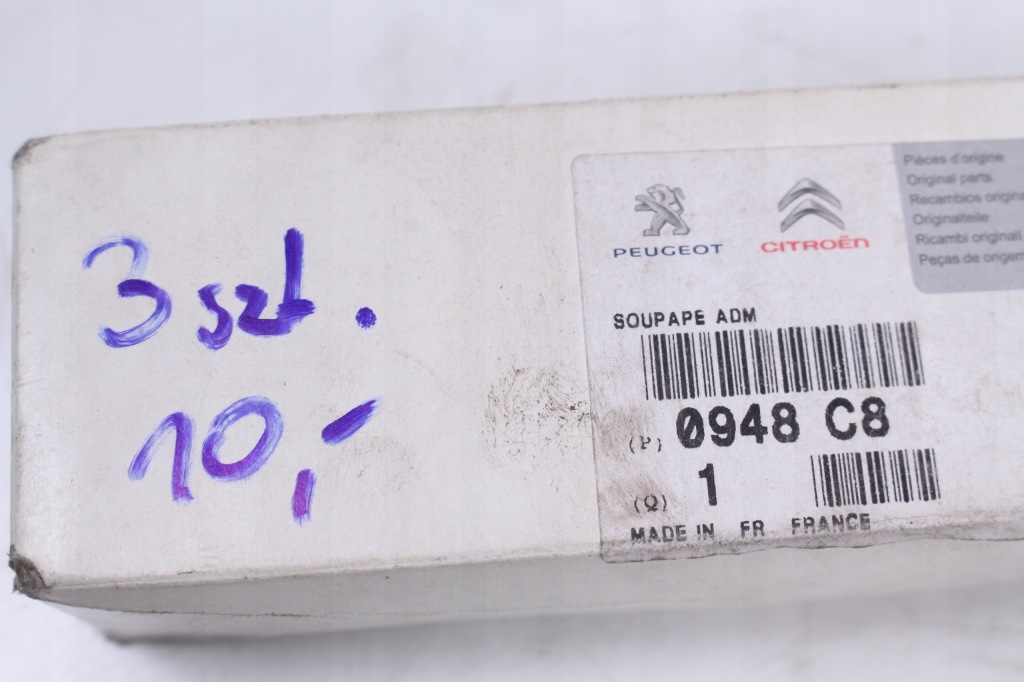 3 szt.
10,-
PEUGEOT
CITROËN
Pièces d'origine
Original parts
Recambios origina
Originalteile
Ricambi originali
Peças de origem
SOUPAPE ADM
(P) 0948 C8
(Q) 1
MADE IN FR FRANCE